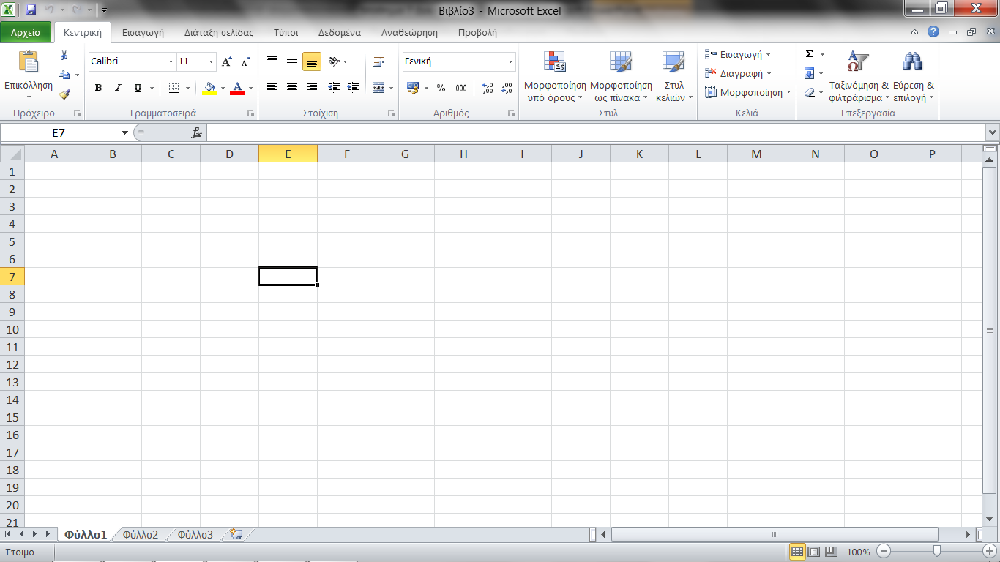 Βιβλίο3 - Microsoft Excel
Αρχείο Κεντρική Εισαγωγή Διάταξη σελίδας Τύποι Δεδομένα Αναθεώρηση Προβολή
Επικόλληση
Πρόχειρο
Calibri 11
B I U A
Γραμματοσειρά
Στοίχιση
Γενική
% 000
Αριθμός
Μορφοποίηση υπό όρους
Μορφοποίηση ως πίνακα
Στυλ κελιών
Στυλ
Εισαγωγή
Διαγραφή
Μορφοποίηση
Κελιά
Σ
Ταξινόμηση & φιλτράρισμα
Εύρεση & επιλογή
Επεξεργασία
E7 fx
A B C D E F G H I J K L M N O P
1
2
3
4
5
6
7
8
9
10
11
12
13
14
15
16
17
18
19
20
21
Φύλλο1 Φύλλο2 Φύλλο3
Έτοιμο 100%